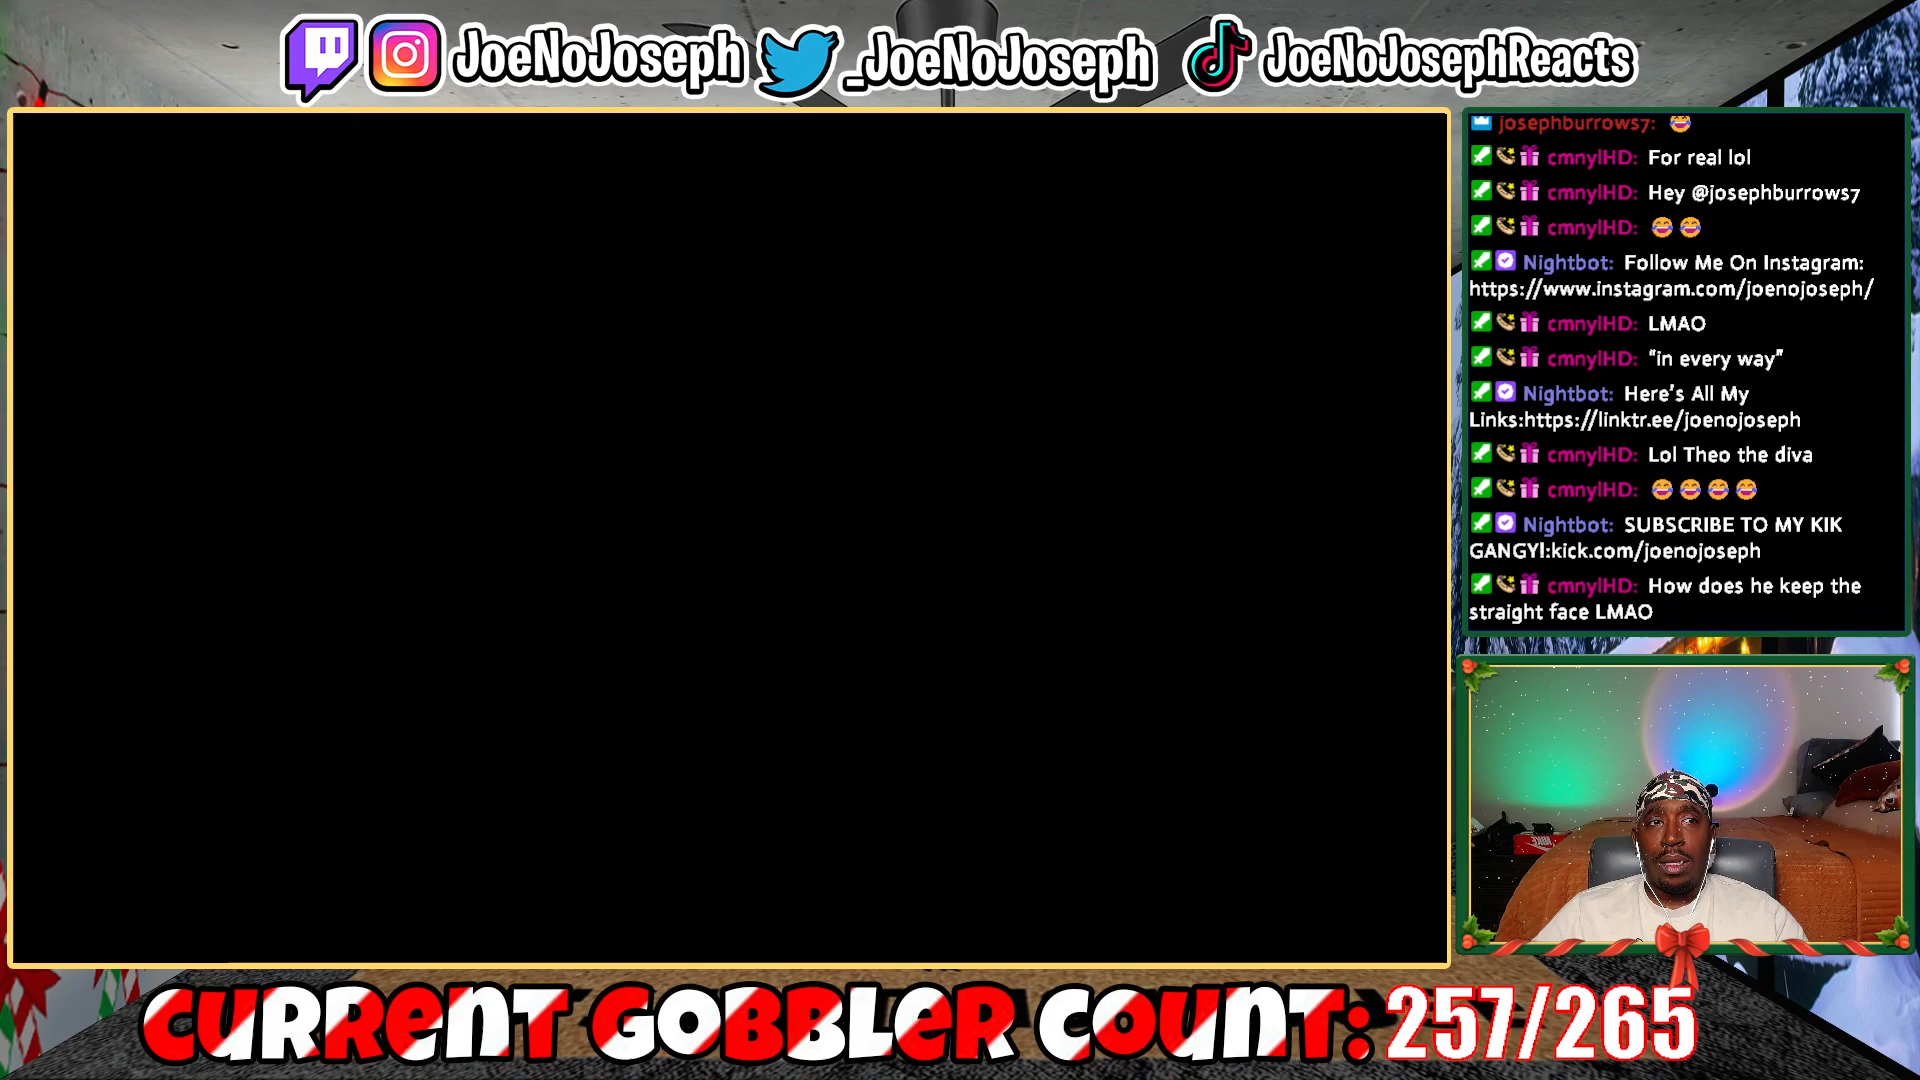 JoeNoJoseph _JoeNoJoseph JoeNoJosephReacts
josephburrows7: 😂
cmnylHD: For real lol
cmnylHD: Hey @josephburrows7
cmnylHD: 😂 😂
Nightbot: Follow Me On Instagram:
https://www.instagram.com/joenojoseph/
cmnylHD: LMAO
cmnylHD: “in every way”
Nightbot: Here’s All My
Links:https://linktr.ee/joenojoseph
cmnylHD: Lol Theo the diva
cmnylHD: 😂 😂 😂 😂
Nightbot: SUBSCRIBE TO MY KIK
GANGY!:kick.com/joenojoseph
cmnylHD: How does he keep the
straight face LMAO
CURRENT GOBBLER COUNT: 257/265